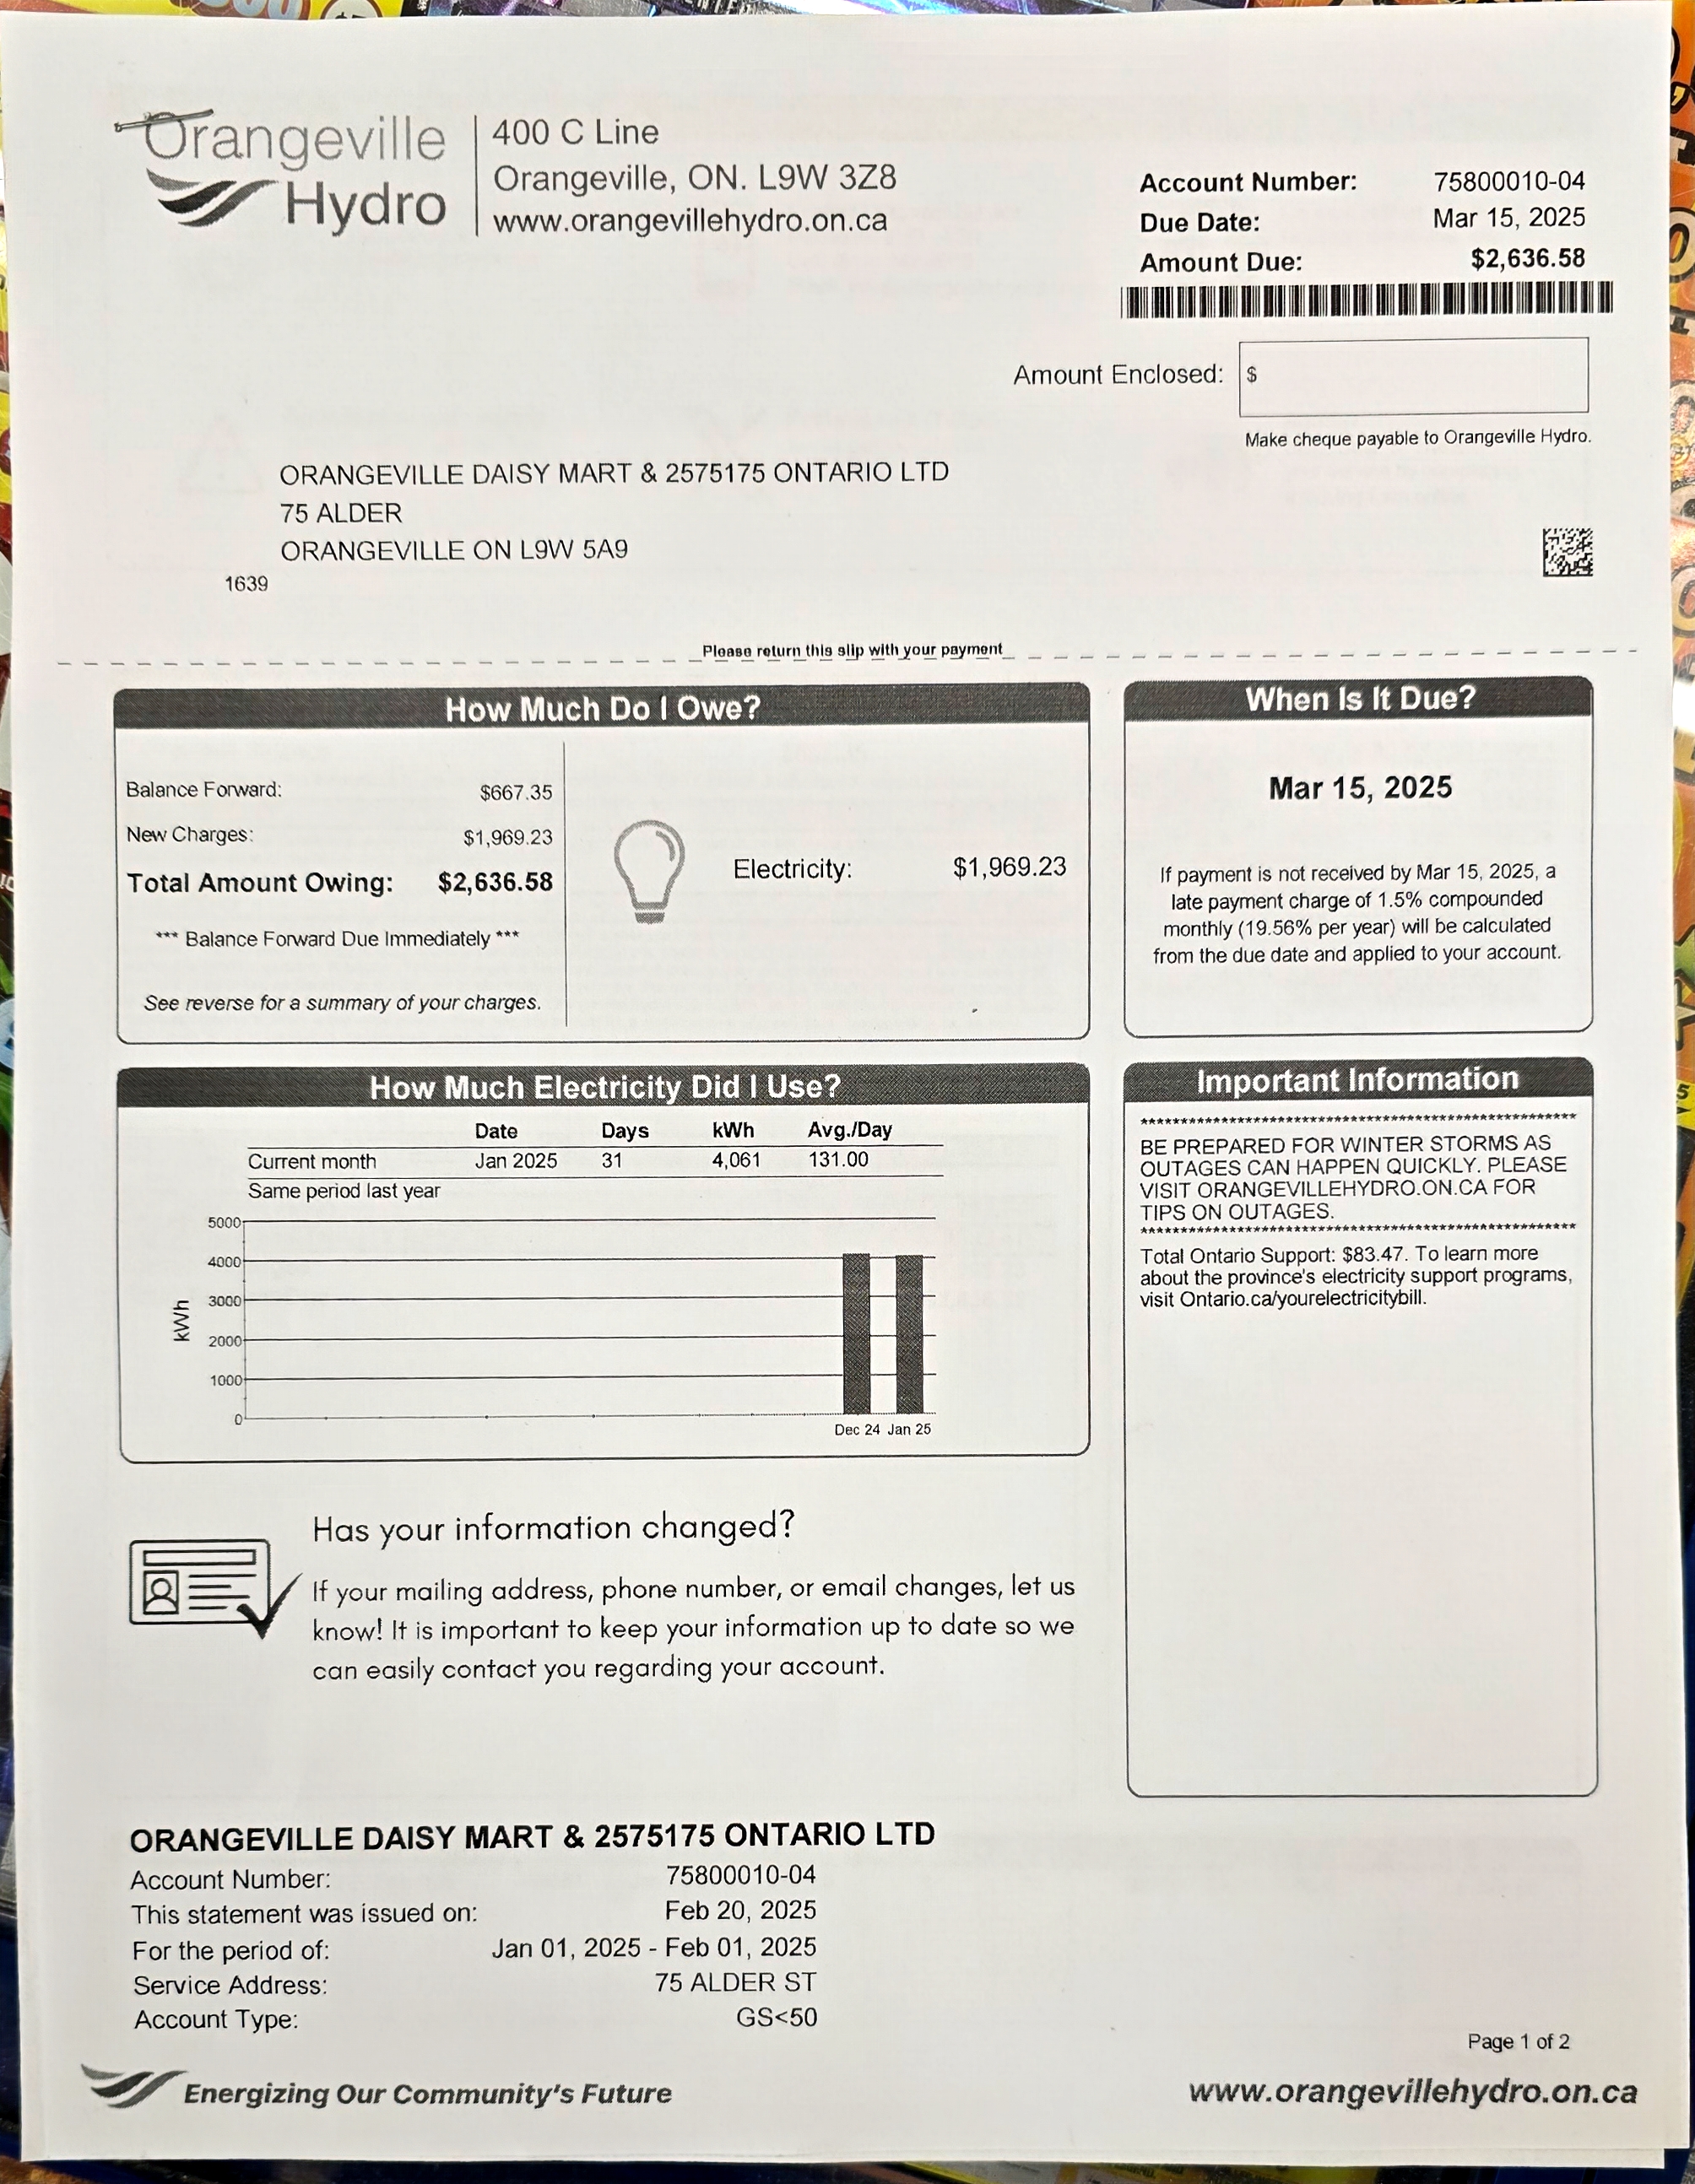 Orangeville
Hydro
400 C Line
Orangeville, ON. L9W 3Z8
www.orangevillehydro.on.ca
Account Number: 75800010-04
Due Date: Mar 15, 2025
Amount Due: $2,636.58
Amount Enclosed: $
Make cheque payable to Orangeville Hydro.
ORANGEVILLE DAISY MART & 2575175 ONTARIO LTD
75 ALDER
ORANGEVILLE ON L9W 5A9
1639
Please return this slip with your payment
How Much Do I Owe?
Balance Forward: $667.35
New Charges: $1,969.23
Total Amount Owing: $2,636.58
*** Balance Forward Due Immediately ***
See reverse for a summary of your charges.
Electricity: $1,969.23
When Is It Due?
Mar 15, 2025
If payment is not received by Mar 15, 2025, a
late payment charge of 1.5% compounded
monthly (19.56% per year) will be calculated
from the due date and applied to your account.
How Much Electricity Did I Use?
Date Days kWh Avg./Day
Current month Jan 2025 31 4,061 131.00
Same period last year
5000
4000
3000
2000
1000
0
kWh
Dec 24 Jan 25
Important Information
******************************************************************
BE PREPARED FOR WINTER STORMS AS
OUTAGES CAN HAPPEN QUICKLY. PLEASE
VISIT ORANGEVILLEHYDRO.ON.CA FOR
TIPS ON OUTAGES.
******************************************************************
Total Ontario Support: $83.47. To learn more
about the province's electricity support programs,
visit Ontario.ca/yourelectricitybill.
Has your information changed?
If your mailing address, phone number, or email changes, let us
know! It is important to keep your information up to date so we
can easily contact you regarding your account.
ORANGEVILLE DAISY MART & 2575175 ONTARIO LTD
Account Number: 75800010-04
This statement was issued on: Feb 20, 2025
For the period of: Jan 01, 2025 - Feb 01, 2025
Service Address: 75 ALDER ST
Account Type: GS<50
Page 1 of 2
Energizing Our Community's Future
www.orangevillehydro.on.ca